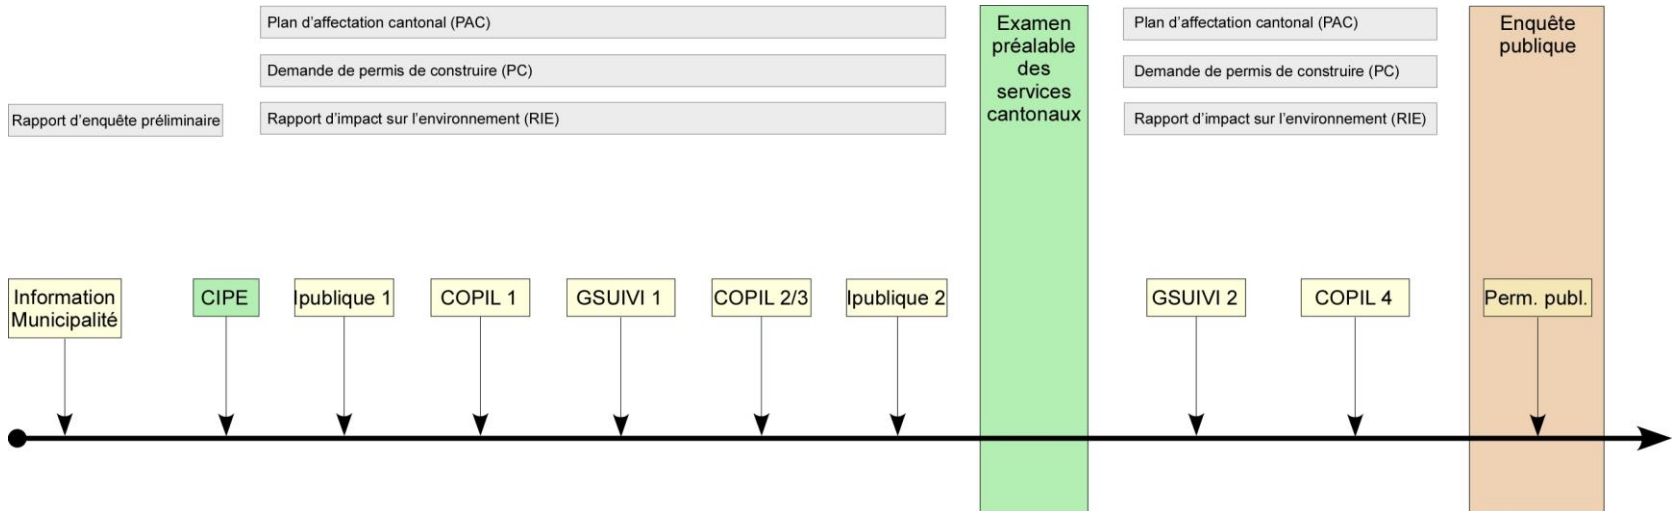 Plan d'affectation cantonal (PAC)
Demande de permis de construire (PC)
Rapport d'enquête préliminaire
Rapport d'impact sur l'environnement (RIE)
Examen
préalable
des
services
cantonaux
Plan d'affectation cantonal (PAC)
Demande de permis de construire (PC)
Rapport d'impact sur l'environnement (RIE)
Enquête
publique
Information
Municipalité
CIPE
Ipublique 1
COPIL 1
GSUIVI 1
COPIL 2/3
Ipublique 2
GSUIVI 2
COPIL 4
Perm. publ.